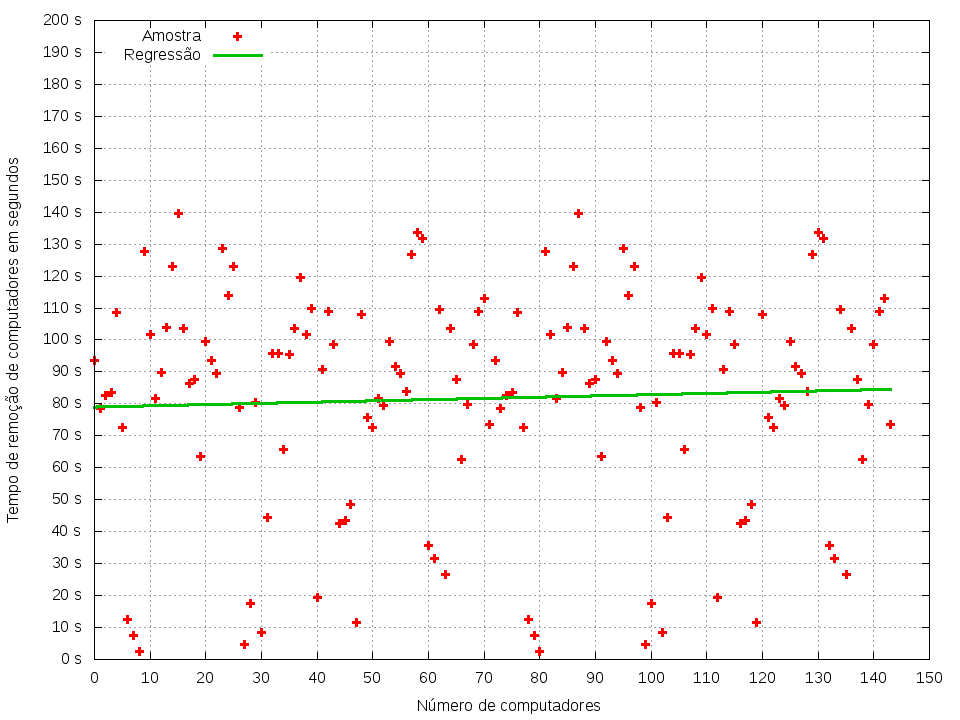 200 s
190 s
180 s
170 s
160 s
150 s
140 s
130 s
120 s
110 s
100 s
90 s
80 s
70 s
60 s
50 s
40 s
30 s
20 s
10 s
0 s
Amostra
Regressão
Tempo de remoção de computadores em segundos
0 10 20 30 40 50 60 70 80 90 100 110 120 130 140 150
Número de computadores